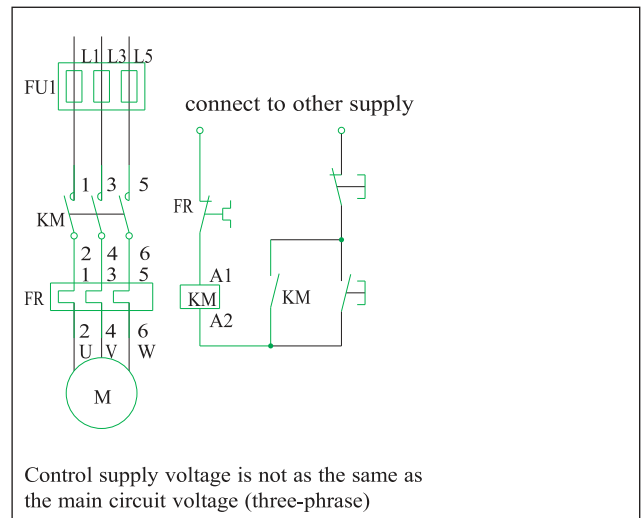 L1 L3 L5
FU1
connect to other supply
1 3 5
KM
FR
2 4 6
1 3 5
FR
A1
KM
A2
KM
2 4 6
U V W
M
Control supply voltage is not as the same as
the main circuit voltage (three-phrase)